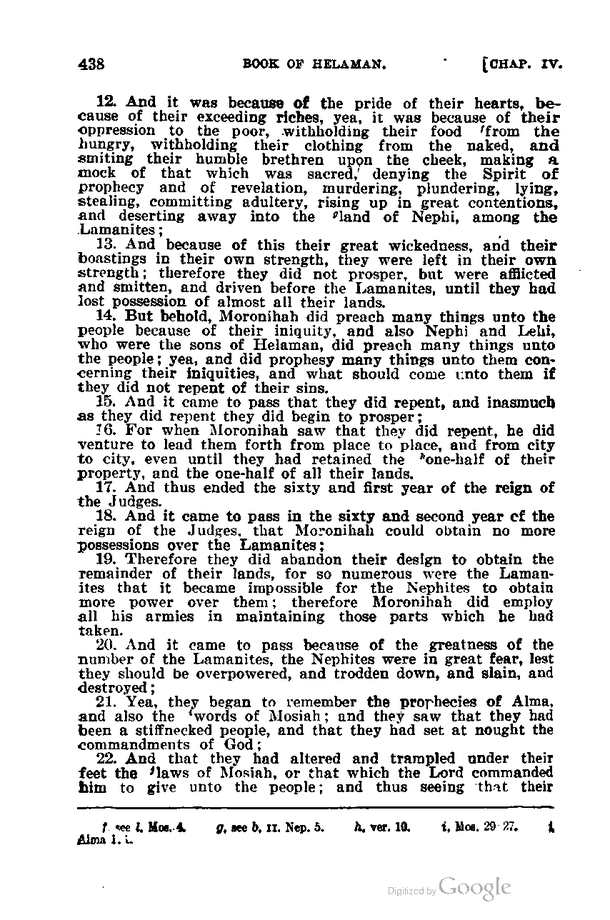 438 BOOK OF HELAMAN. [CHAP. IV.
12. And it was because of the pride of their hearts, be-
cause of their exceeding riches, yea, it was because of their
oppression to the poor, withholding their food ᶠfrom the
hungry, withholding their clothing from the naked, and
smiting their humble brethren upon the cheek, making a
mock of that which was sacred, denying the Spirit of
prophecy and of revelation, murdering, plundering, lying,
stealing, committing adultery, rising up in great contentions,
and deserting away into the ᵍland of Nephi, among the
Lamanites;
13. And because of this their great wickedness, and their
boastings in their own strength, they were left in their own
strength; therefore they did not prosper, but were afflicted
and smitten, and driven before the Lamanites, until they had
lost possession of almost all their lands.
14. But behold, Moronihah did preach many things unto the
people because of their iniquity, and also Nephi and Lehi,
who were the sons of Helaman, did preach many things unto
the people; yea, and did prophesy many things unto them con-
cerning their iniquities, and what should come unto them if
they did not repent of their sins.
15. And it came to pass that they did repent, and inasmuch
as they did repent they did begin to prosper;
16. For when Moronihah saw that they did repent, he did
venture to lead them forth from place to place, and from city
to city, even until they had retained the ʰone-half of their
property, and the one-half of all their lands.
17. And thus ended the sixty and first year of the reign of
the Judges.
18. And it came to pass in the sixty and second year of the
reign of the Judges, that Moronihah could obtain no more
possessions over the Lamanites;
19. Therefore they did abandon their design to obtain the
remainder of their lands, for so numerous were the Laman-
ites that it became impossible for the Nephites to obtain
more power over them; therefore Moronihah did employ
all his armies in maintaining those parts which he had
taken.
20. And it came to pass because of the greatness of the
number of the Lamanites, the Nephites were in great fear, lest
they should be overpowered, and trodden down, and slain, and
destroyed;
21. Yea, they began to remember the prophecies of Alma,
and also the ⁱwords of Mosiah; and they saw that they had
been a stiffnecked people, and that they had set at nought the
commandments of God;
22. And that they had altered and trampled under their
feet the ʲlaws of Mosiah, or that which the Lord commanded
him to give unto the people; and thus seeing that their
f, see l, Mos. 4. g, see b, II. Nep. 5. h, ver. 10. i, Mos. 29:27. j,
Alma 1:1.
Digitized by Google